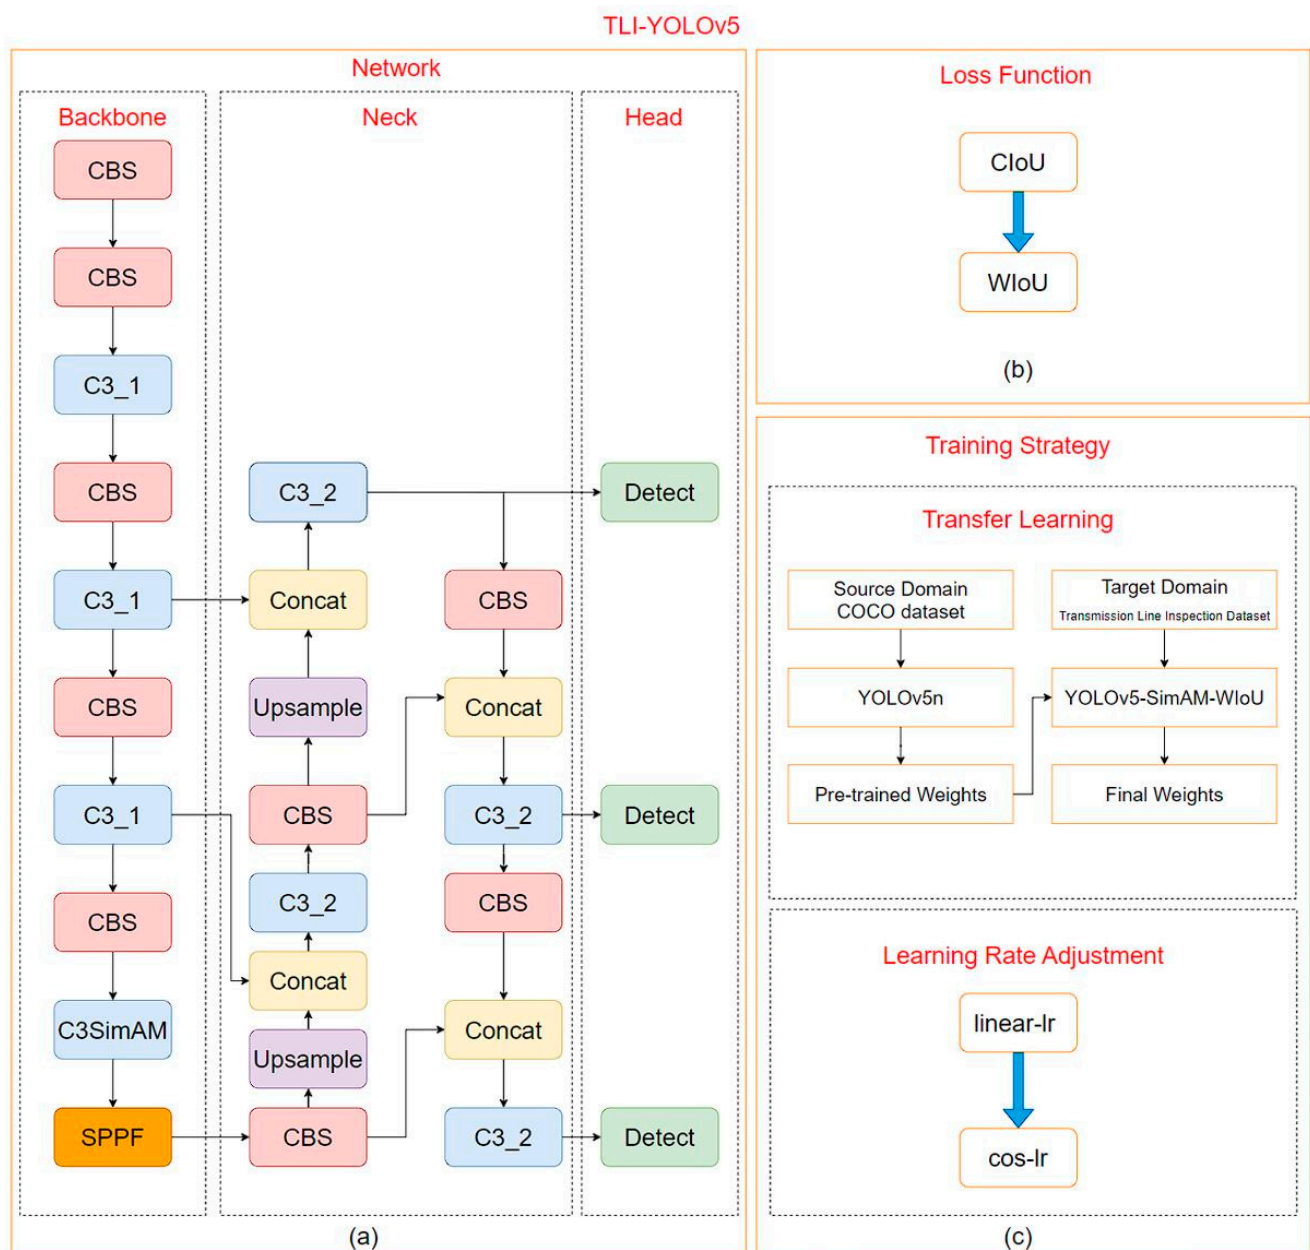 TLI-YOLOv5
Network
Backbone
CBS
CBS
C3_1
CBS
C3_1
CBS
C3_1
CBS
C3SimAM
SPPF
Neck
C3_2
Concat
Upsample
CBS
C3_2
Concat
Upsample
CBS
CBS
Concat
C3_2
CBS
Concat
C3_2
Head
Detect
Detect
Detect
(a)
Loss Function
CIoU
WIoU
(b)
Training Strategy
Transfer Learning
Source Domain
COCO dataset
YOLOv5n
Pre-trained Weights
Target Domain
Transmission Line Inspection Dataset
YOLOv5-SimAM-WIoU
Final Weights
Learning Rate Adjustment
linear-lr
cos-lr
(c)